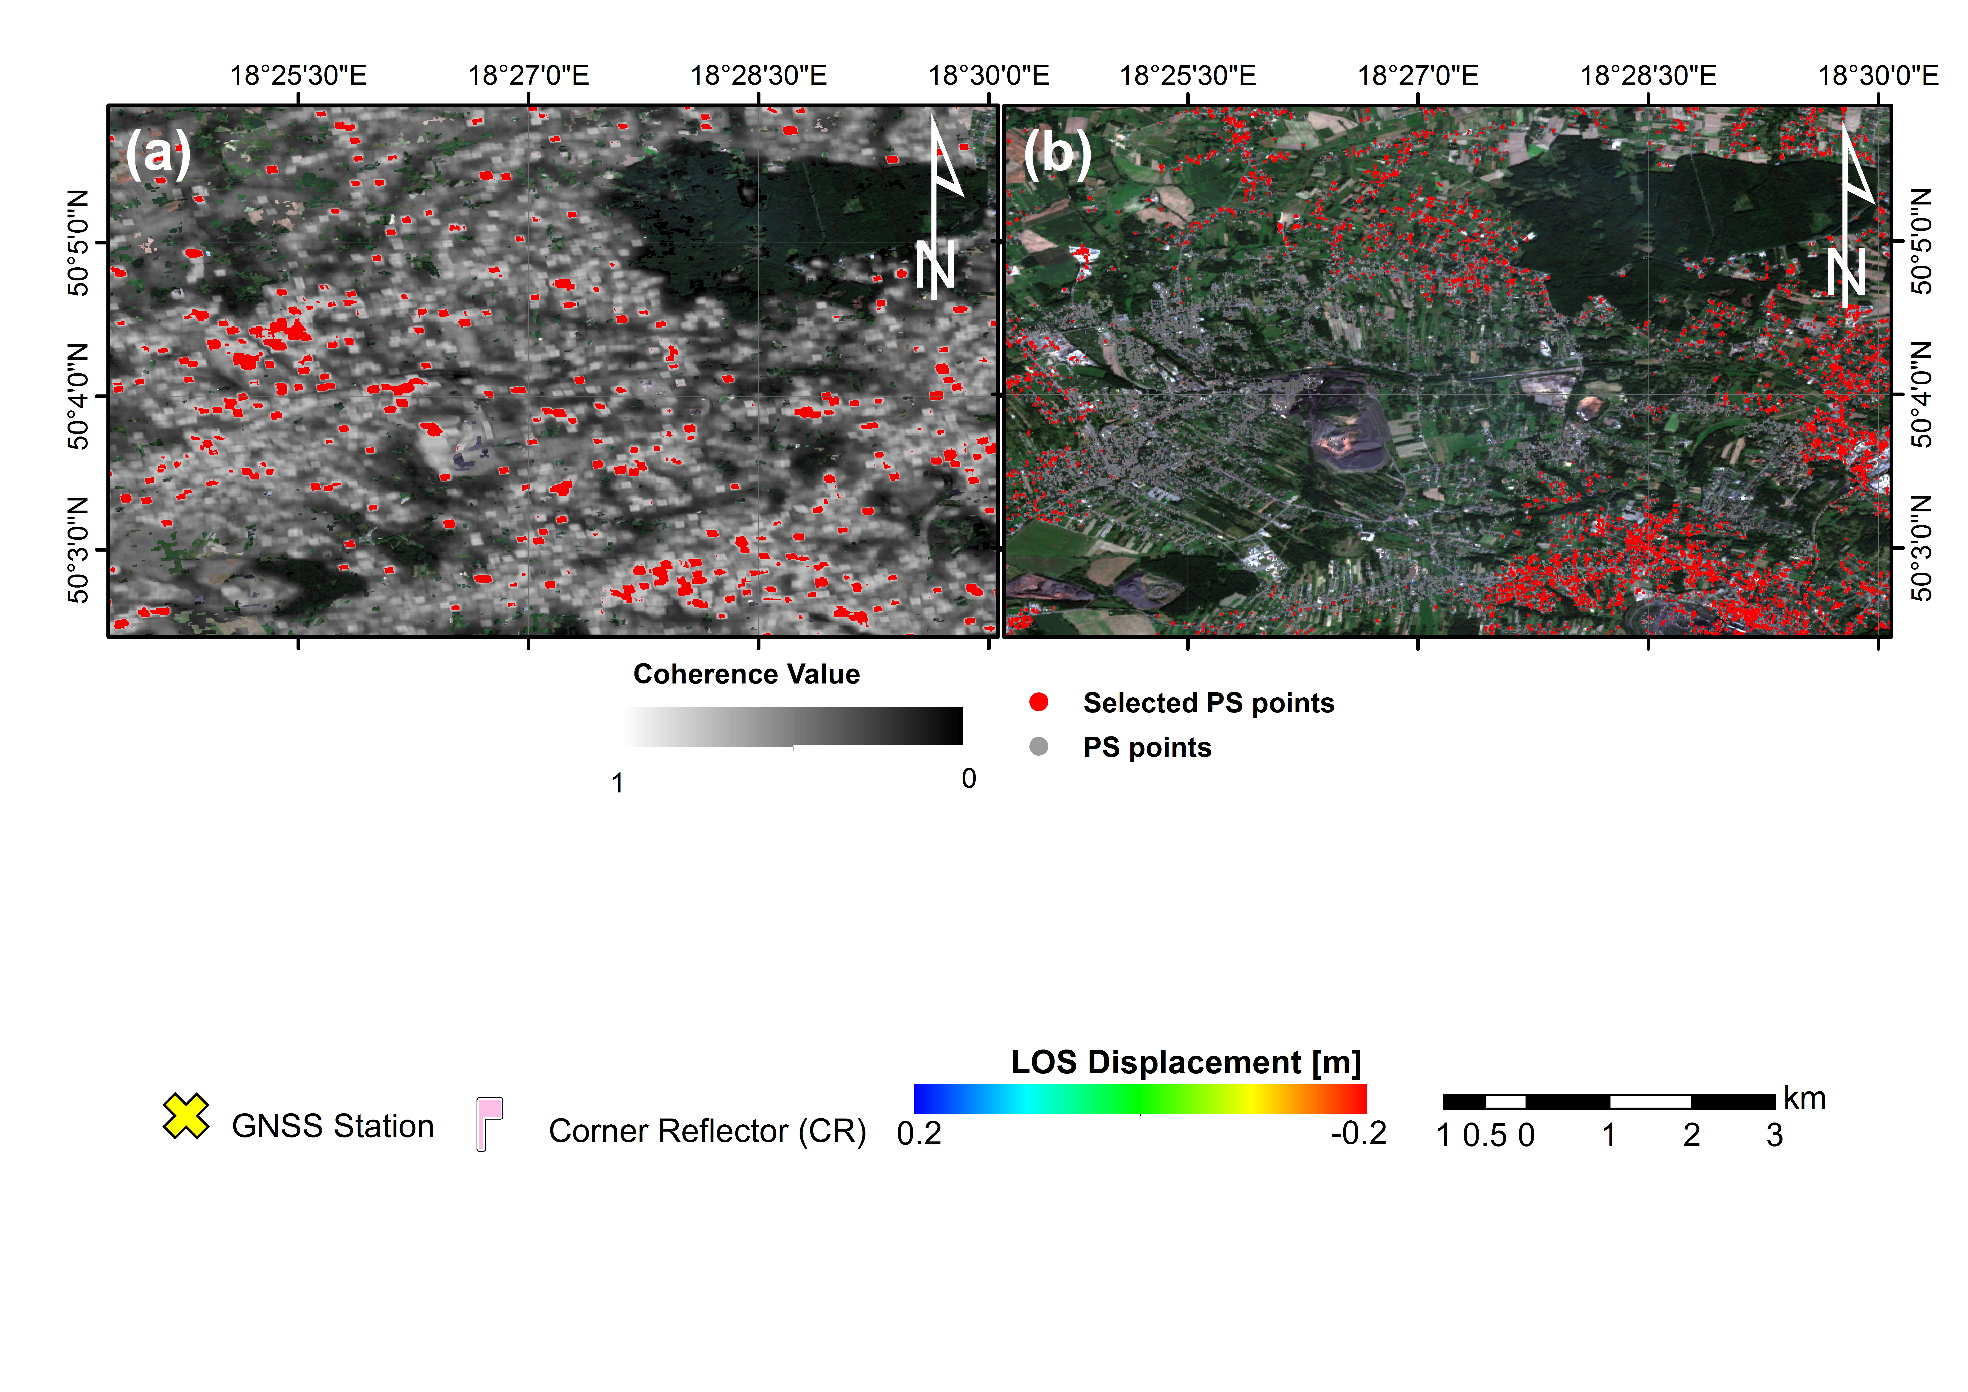 18°25'30"E 18°27'0"E 18°28'30"E 18°30'0"E 18°25'30"E 18°27'0"E 18°28'30"E 18°30'0"E
(a) (b)
N N
50°5'0"N 50°5'0"N
50°4'0"N 50°4'0"N
50°3'0"N 50°3'0"N
Coherence Value
1 0
Selected PS points
PS points
GNSS Station
Corner Reflector (CR)
LOS Displacement [m]
0.2 -0.2
km
1 0.5 0 1 2 3